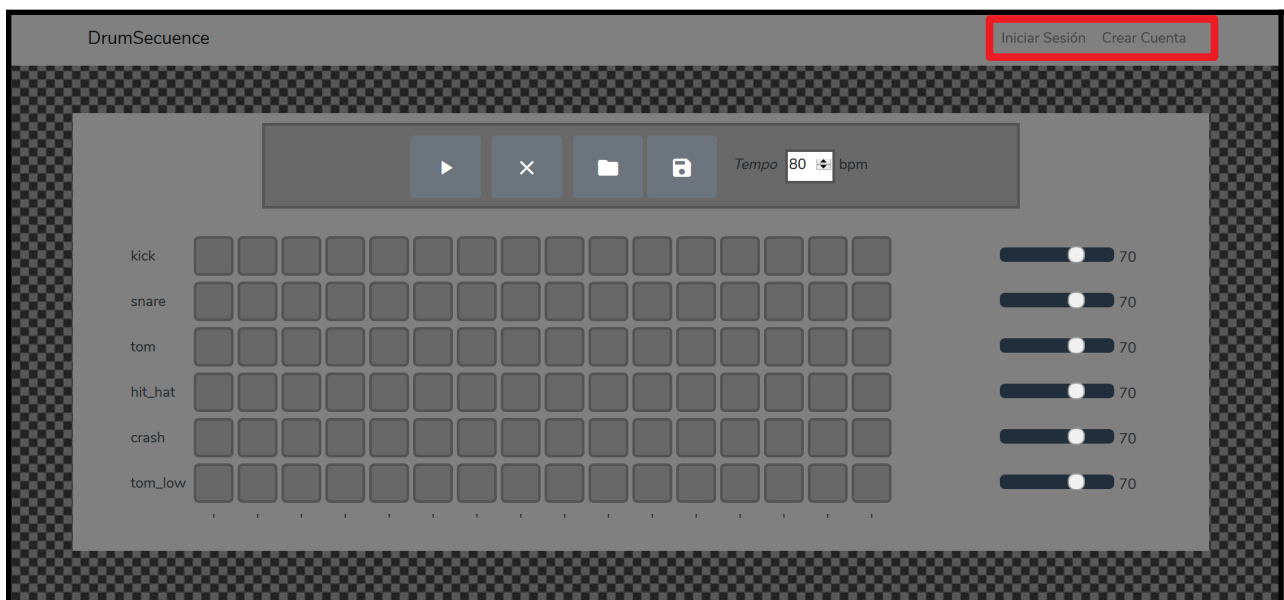 DrumSecuence Iniciar Sesión Crear Cuenta
Tempo 80 bpm
kick 70
snare 70
tom 70
hit_hat 70
crash 70
tom_low 70